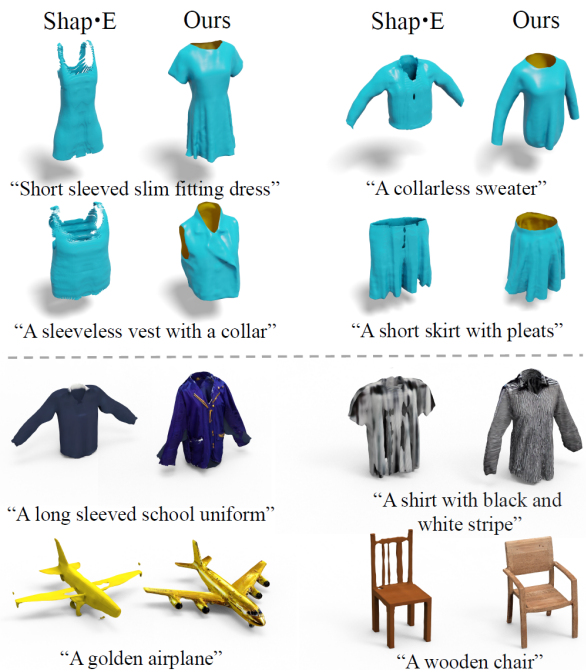 Shap·E Ours Shap·E Ours
“Short sleeved slim fitting dress” “A collarless sweater”
“A sleeveless vest with a collar” “A short skirt with pleats”
“A long sleeved school uniform” “A shirt with black and
white stripe”
“A golden airplane” “A wooden chair”